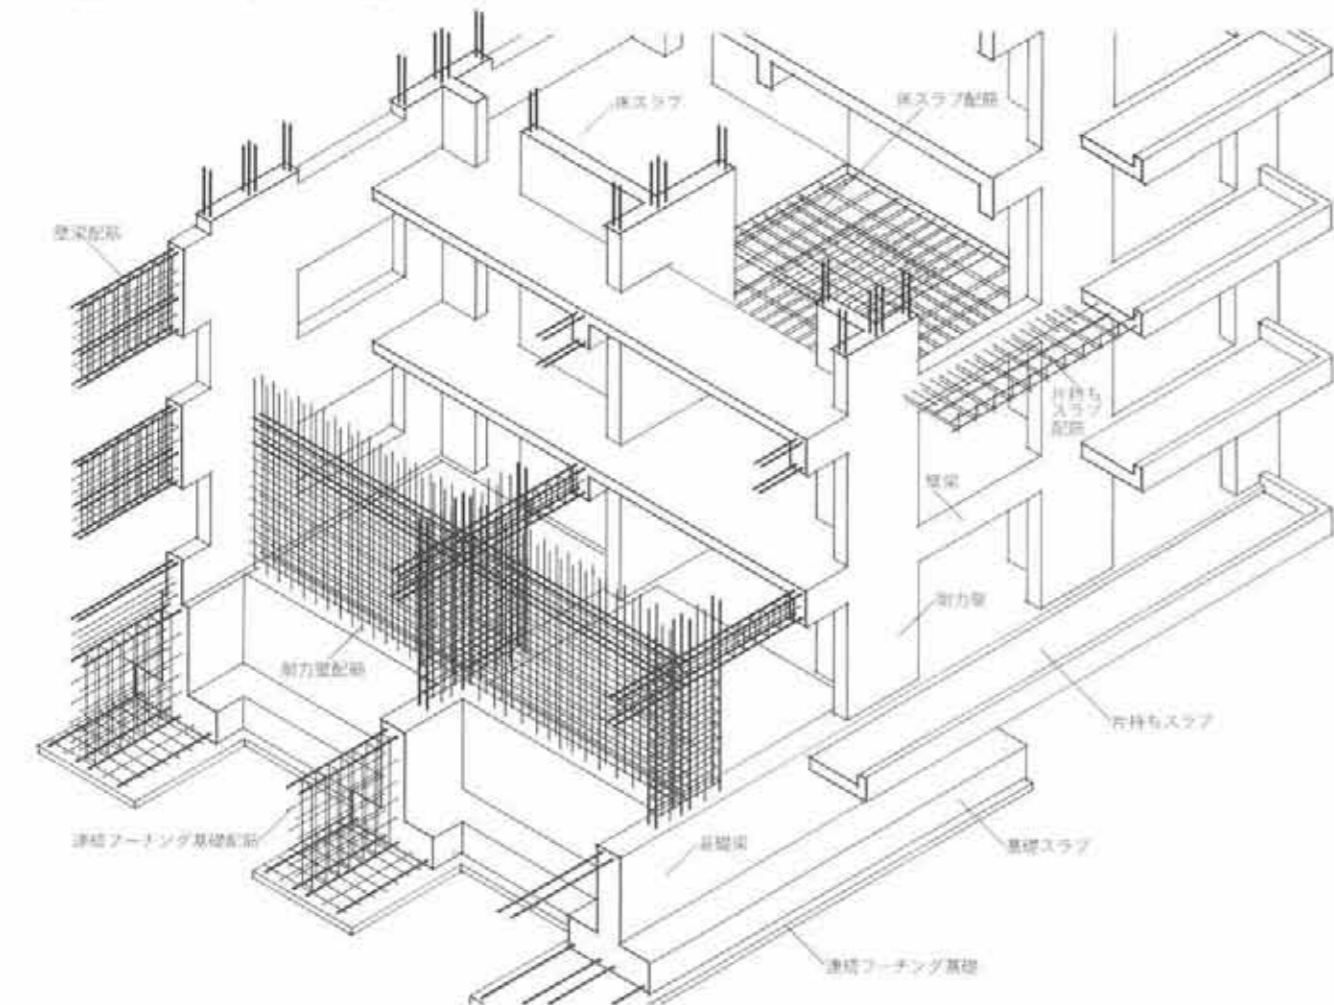 床スラブ
床スラブ配筋
壁梁配筋
片持ち
スラブ
配筋
壁梁
耐力壁
耐力壁配筋
片持ちスラブ
連続フーチング基礎配筋
基礎梁
基礎スラブ
連続フーチング基礎